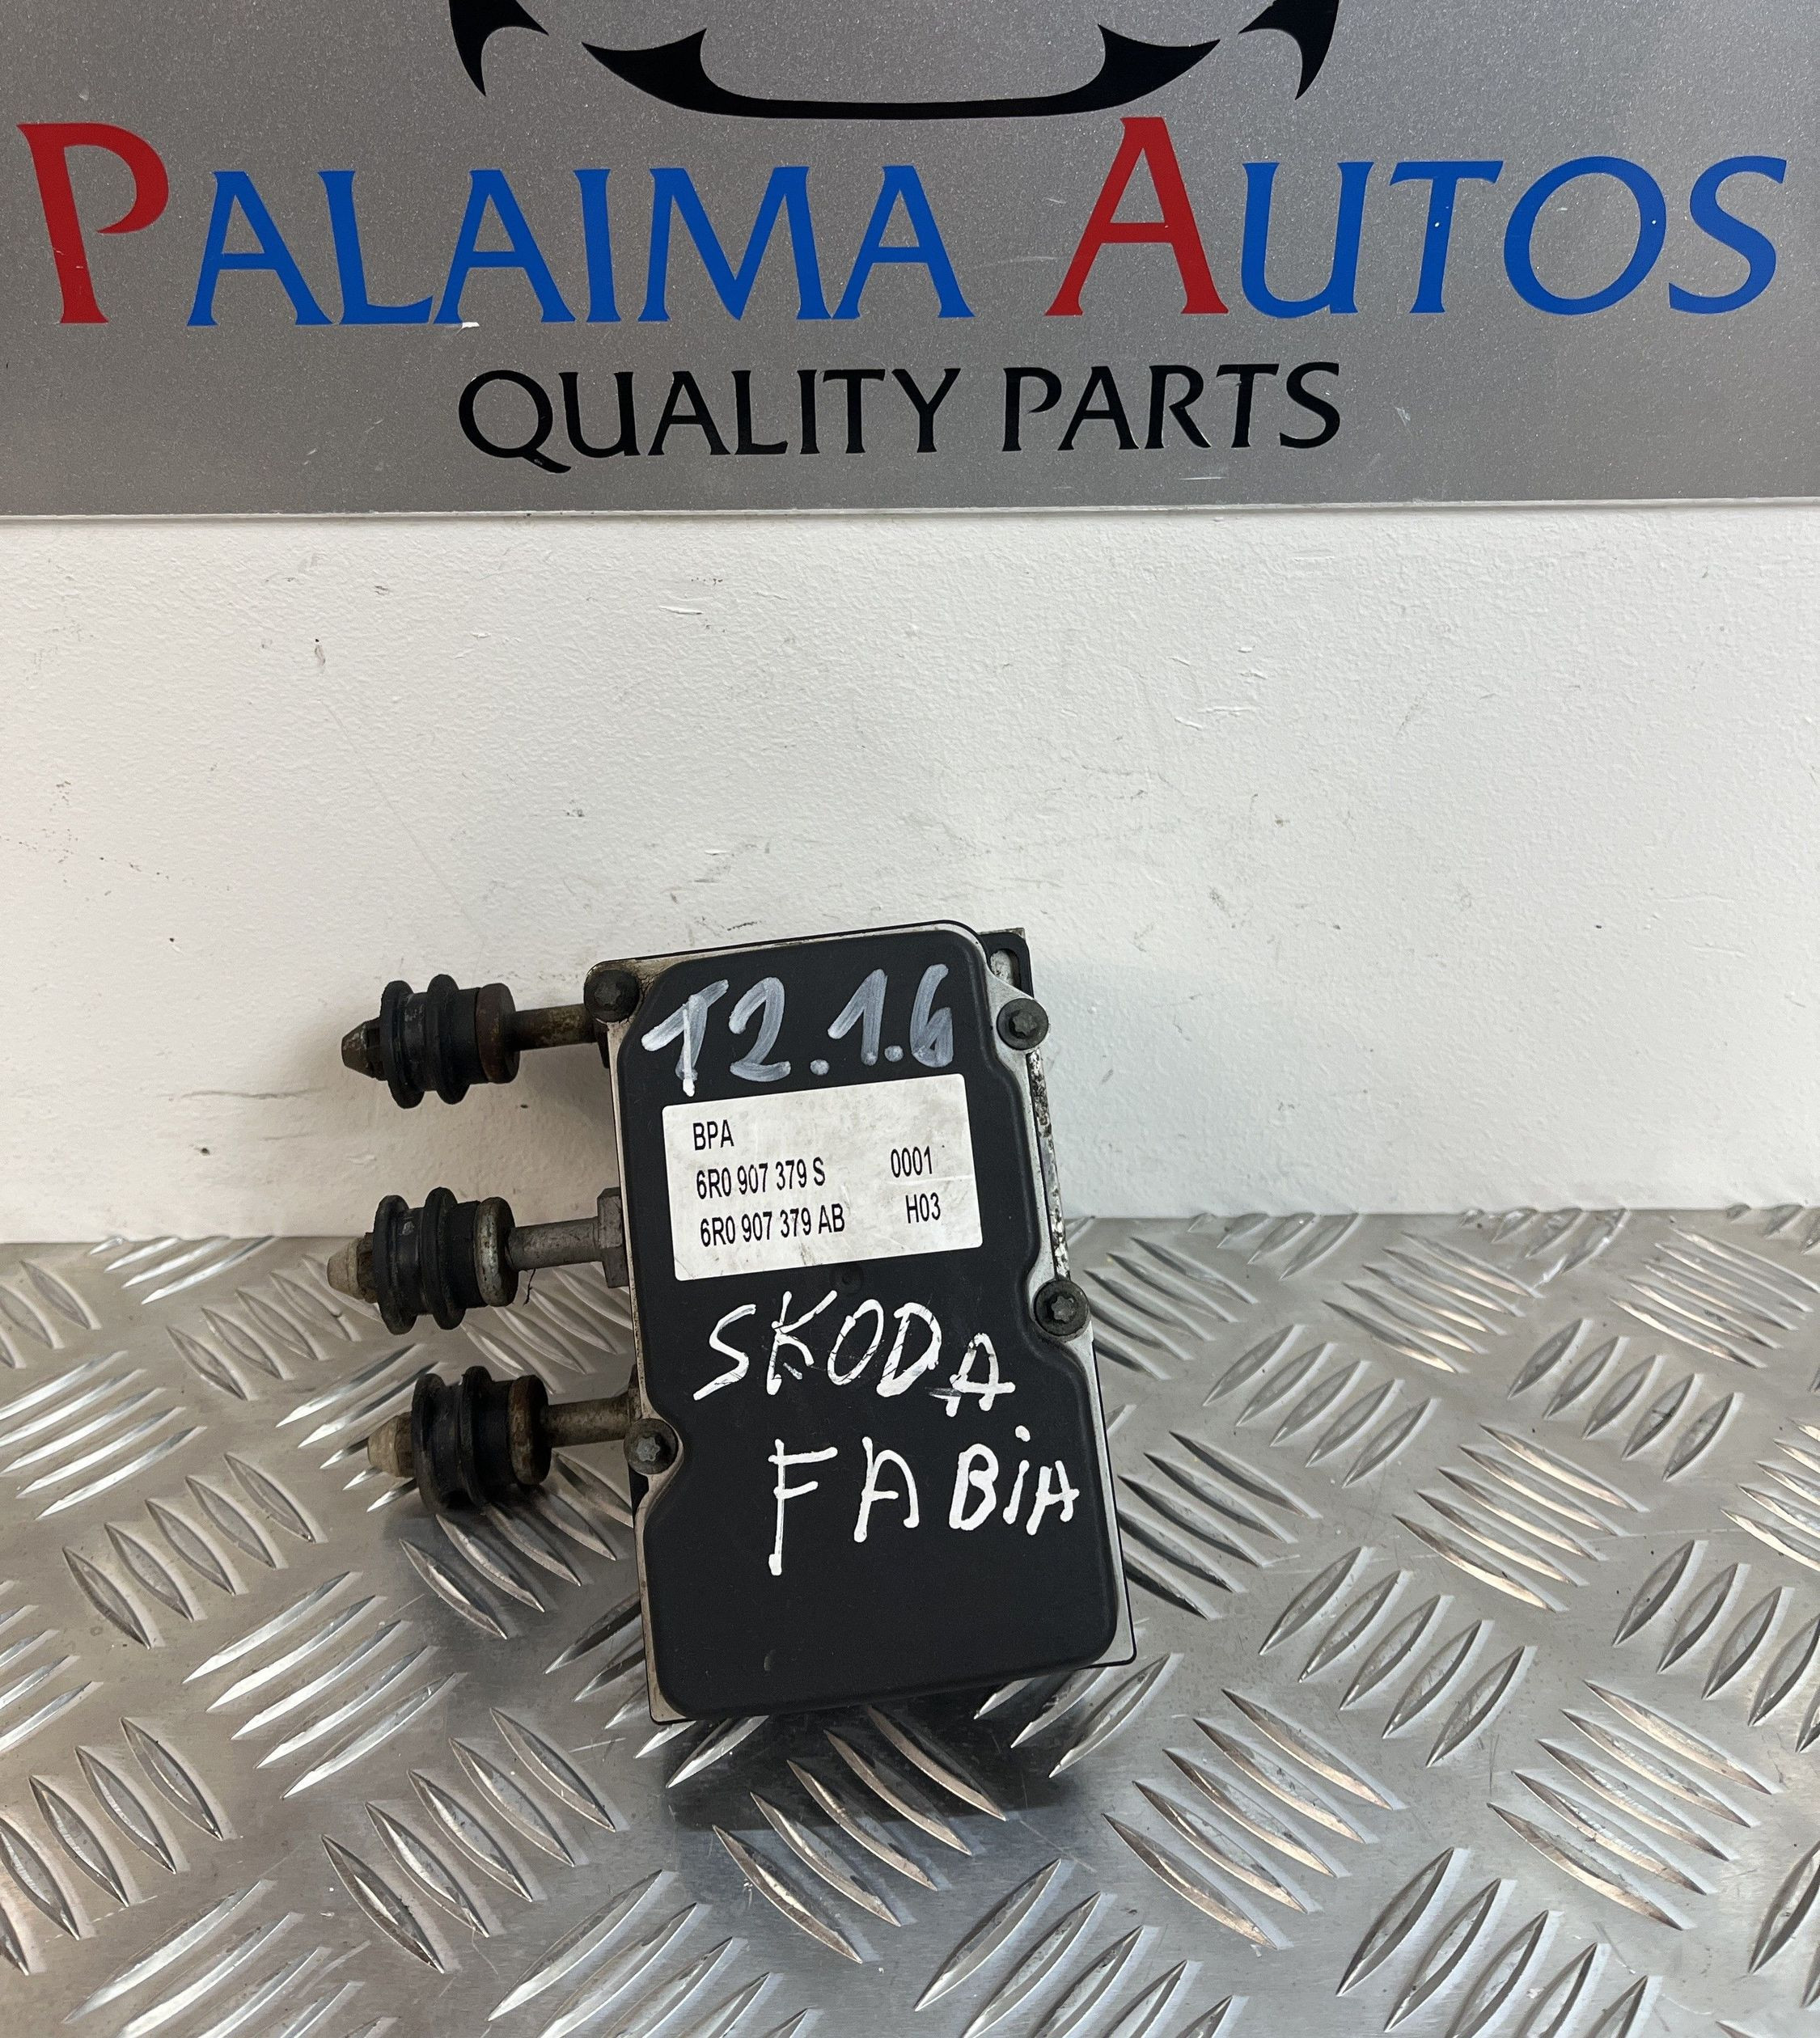 PALAIMA AUTOS
QUALITY PARTS
T2.1.6
BPA
6R0 907 379 S 0001
6R0 907 379 AB H03
SKODA
FABiA